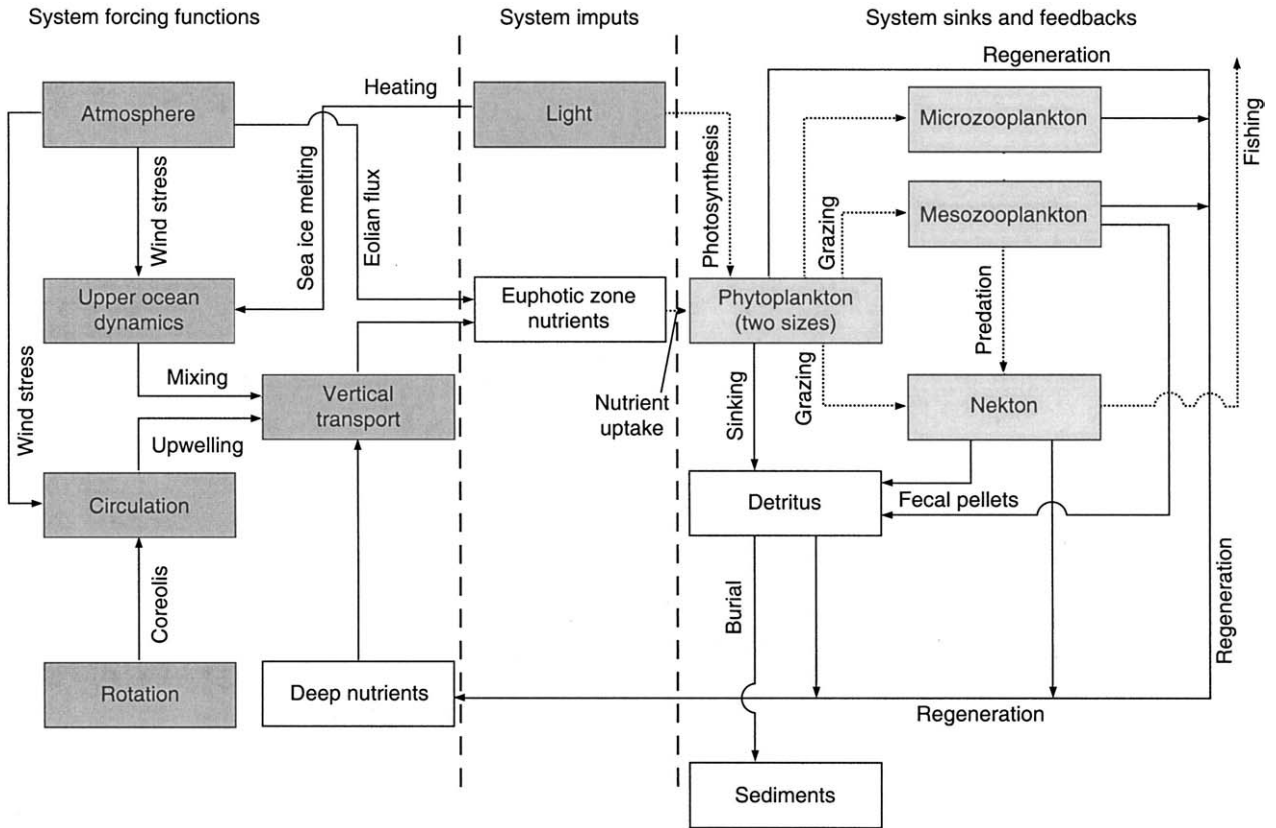 System forcing functions
System imputs
System sinks and feedbacks
Regeneration
Heating
Atmosphere
Light
Microzooplankton
Fishing
Wind stress
Sea ice melting
Eolian flux
Photosynthesis
Grazing
Mesozooplankton
Upper ocean
dynamics
Euphotic zone
nutrients
Phytoplankton
(two sizes)
Predation
Wind stress
Mixing
Vertical
transport
Nutrient
uptake
Sinking
Grazing
Nekton
Upwelling
Circulation
Detritus
Fecal pellets
Coreolis
Burial
Regeneration
Rotation
Deep nutrients
Regeneration
Sediments